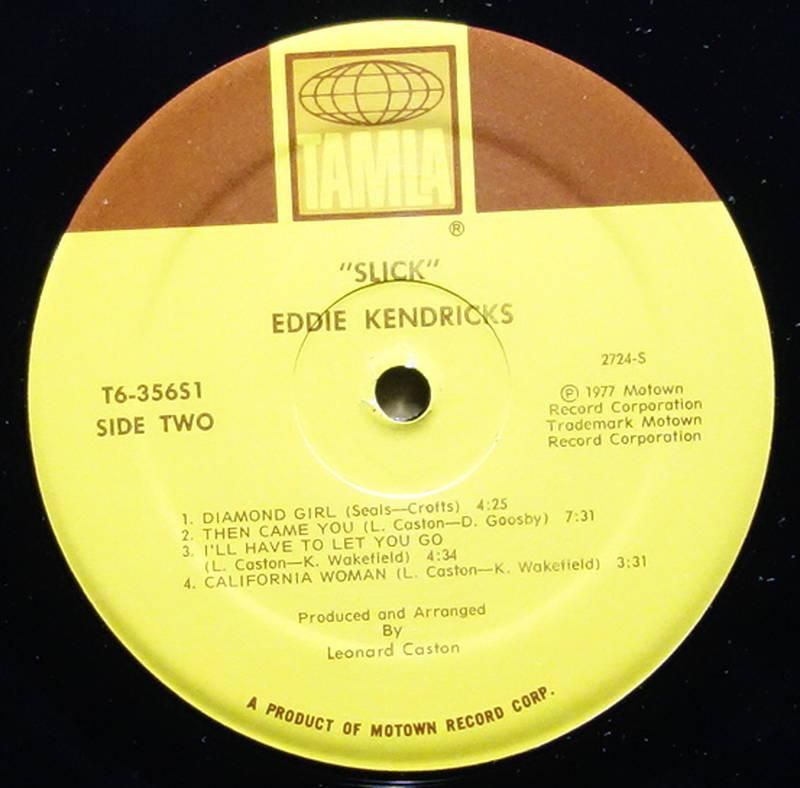 TAMLA
®
"SLICK"
EDDIE KENDRICKS
2724-S
T6-356S1
SIDE TWO
℗ 1977 Motown
Record Corporation
Trademark Motown
Record Corporation
1. DIAMOND GIRL (Seals—Crofts) 4:25
2. THEN CAME YOU (L. Caston—D. Goosby) 7:31
3. I'LL HAVE TO LET YOU GO
(L. Caston—K. Wakefield) 4:34
4. CALIFORNIA WOMAN (L. Caston—K. Wakefield) 3:31
Produced and Arranged
By
Leonard Caston
A PRODUCT OF MOTOWN RECORD CORP.